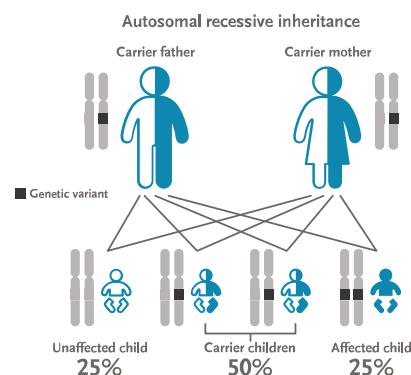 Autosomal recessive inheritance
Carrier father
Carrier mother
Genetic variant
Unaffected child
25%
Carrier children
50%
Affected child
25%